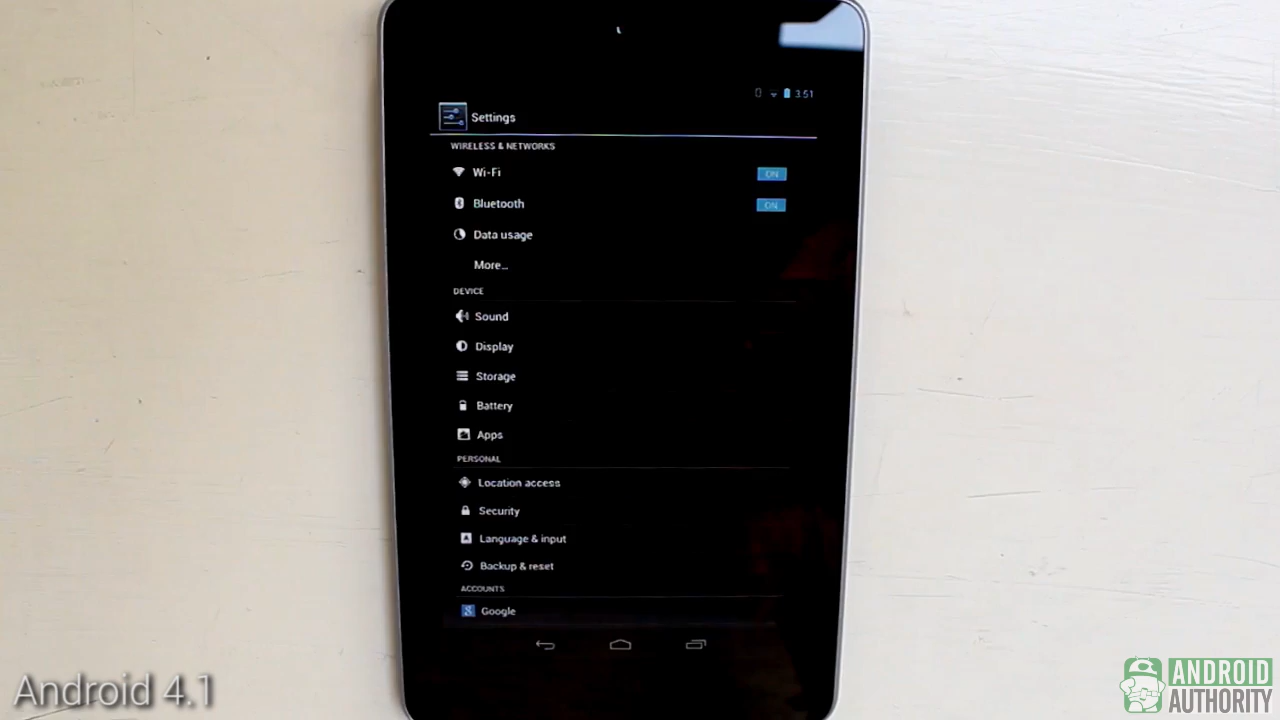 3:51
Settings
WIRELESS & NETWORKS
Wi-Fi ON
Bluetooth ON
Data usage
More...
DEVICE
Sound
Display
Storage
Battery
Apps
PERSONAL
Location access
Security
Language & input
Backup & reset
ACCOUNTS
Google
Android 4.1
ANDROID
AUTHORITY